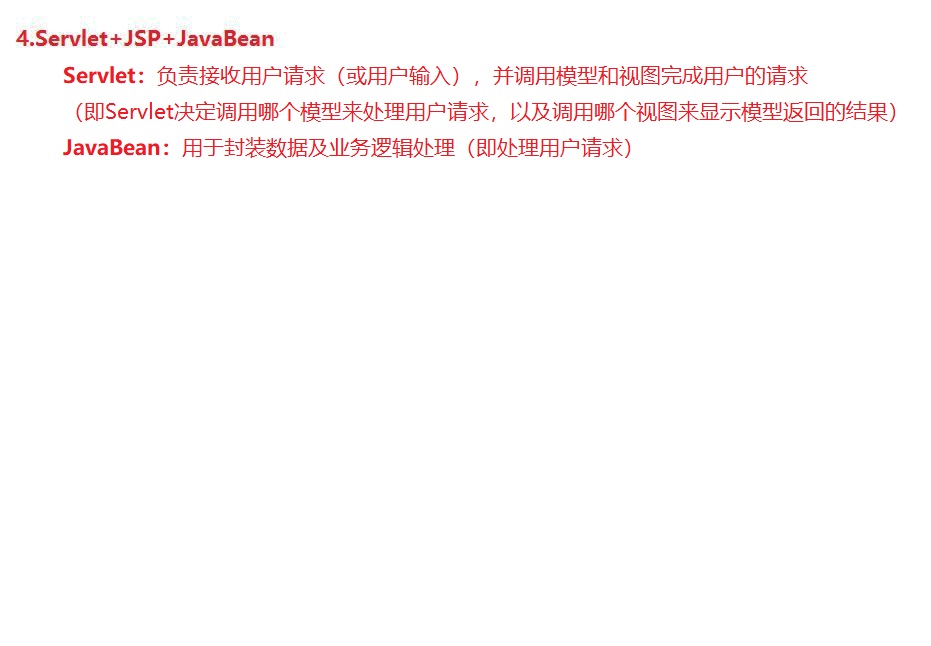 4.Servlet+JSP+JavaBean
Servlet：负责接收用户请求（或用户输入），并调用模型和视图完成用户的请求
（即Servlet决定调用哪个模型来处理用户请求，以及调用哪个视图来显示模型返回的结果）
JavaBean：用于封装数据及业务逻辑处理（即处理用户请求）